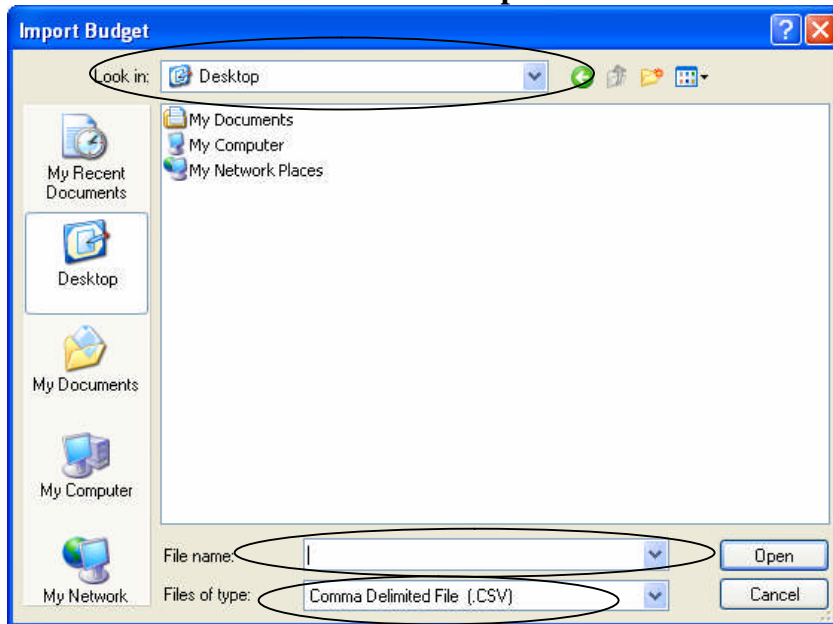 Import Budget
Look in: Desktop
My Documents
My Computer
My Network Places
My Recent
Documents
Desktop
My Documents
My Computer
My Network
File name:
Open
Files of type: Comma Delimited File (.CSV)
Cancel